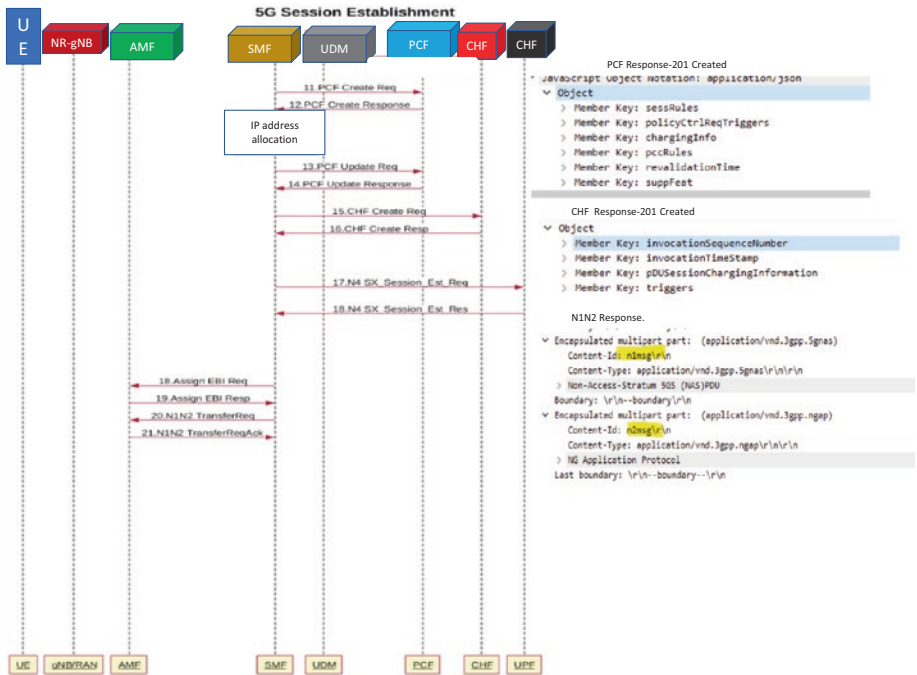 5G Session Establishment
U
E
NR-gNB
AMF
SMF
UDM
PCF
CHF
CHF
11.PCF Create Req
12.PCF Create Response
IP address
allocation
13.PCF Update Req
14.PCF Update Response
15.CHF Create Req
16.CHF Create Resp
17.N4 SX_Session_Est_Req
18.N4 SX_Session_Est_Res
18.Assign EBI Req
19.Assign EBI Resp
20.N1N2 TransferReq
21.N1N2 TransferReqAck
PCF Response-201 Created
JavaScript Object Notation: application/json
Object
Member Key: sessRules
Member Key: policyCtrlReqTriggers
Member Key: chargingInfo
Member Key: pccRules
Member Key: revalidationTime
Member Key: suppFeat
CHF Response-201 Created
Object
Member Key: invocationSequenceNumber
Member Key: invocationTimeStamp
Member Key: pDUSessionChargingInformation
Member Key: triggers
N1N2 Response.
Encapsulated multipart part: (application/vnd.3gpp.5gnas)
Content-Id: n1msg\r\n
Content-Type: application/vnd.3gpp.5gnas\r\n\r\n
Non-Access-Stratum 5GS (NAS)PDU
Boundary: \r\n--boundary\r\n
Encapsulated multipart part: (application/vnd.3gpp.ngap)
Content-Id: n2msg\r\n
Content-Type: application/vnd.3gpp.ngap\r\n\r\n
NG Application Protocol
Last boundary: \r\n--boundary--\r\n
UE
gNB/RAN
AMF
SMF
UDM
PCF
CHF
UPF